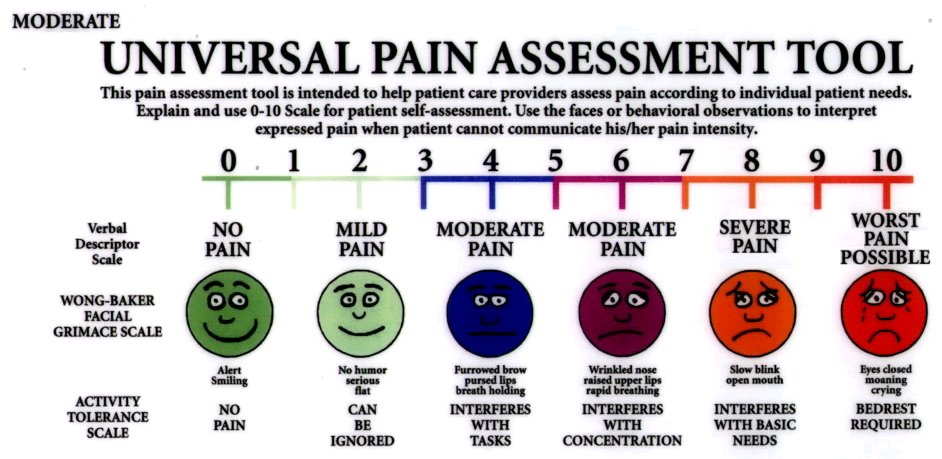 MODERATE
UNIVERSAL PAIN ASSESSMENT TOOL
This pain assessment tool is intended to help patient care providers assess pain according to individual patient needs.
Explain and use 0-10 Scale for patient self-assessment. Use the faces or behavioral observations to interpret
expressed pain when patient cannot communicate his/her pain intensity.
0 1 2 3 4 5 6 7 8 9 10
Verbal
Descriptor
Scale
NO
PAIN
MILD
PAIN
MODERATE
PAIN
MODERATE
PAIN
SEVERE
PAIN
WORST
PAIN
POSSIBLE
WONG-BAKER
FACIAL
GRIMACE SCALE
Alert
Smiling
No humor
serious
flat
Furrowed brow
pursed lips
breath holding
Wrinkled nose
raised upper lips
rapid breathing
Slow blink
open mouth
Eyes closed
moaning
crying
ACTIVITY
TOLERANCE
SCALE
NO
PAIN
CAN
BE
IGNORED
INTERFERES
WITH
TASKS
INTERFERES
WITH
CONCENTRATION
INTERFERES
WITH BASIC
NEEDS
BEDREST
REQUIRED